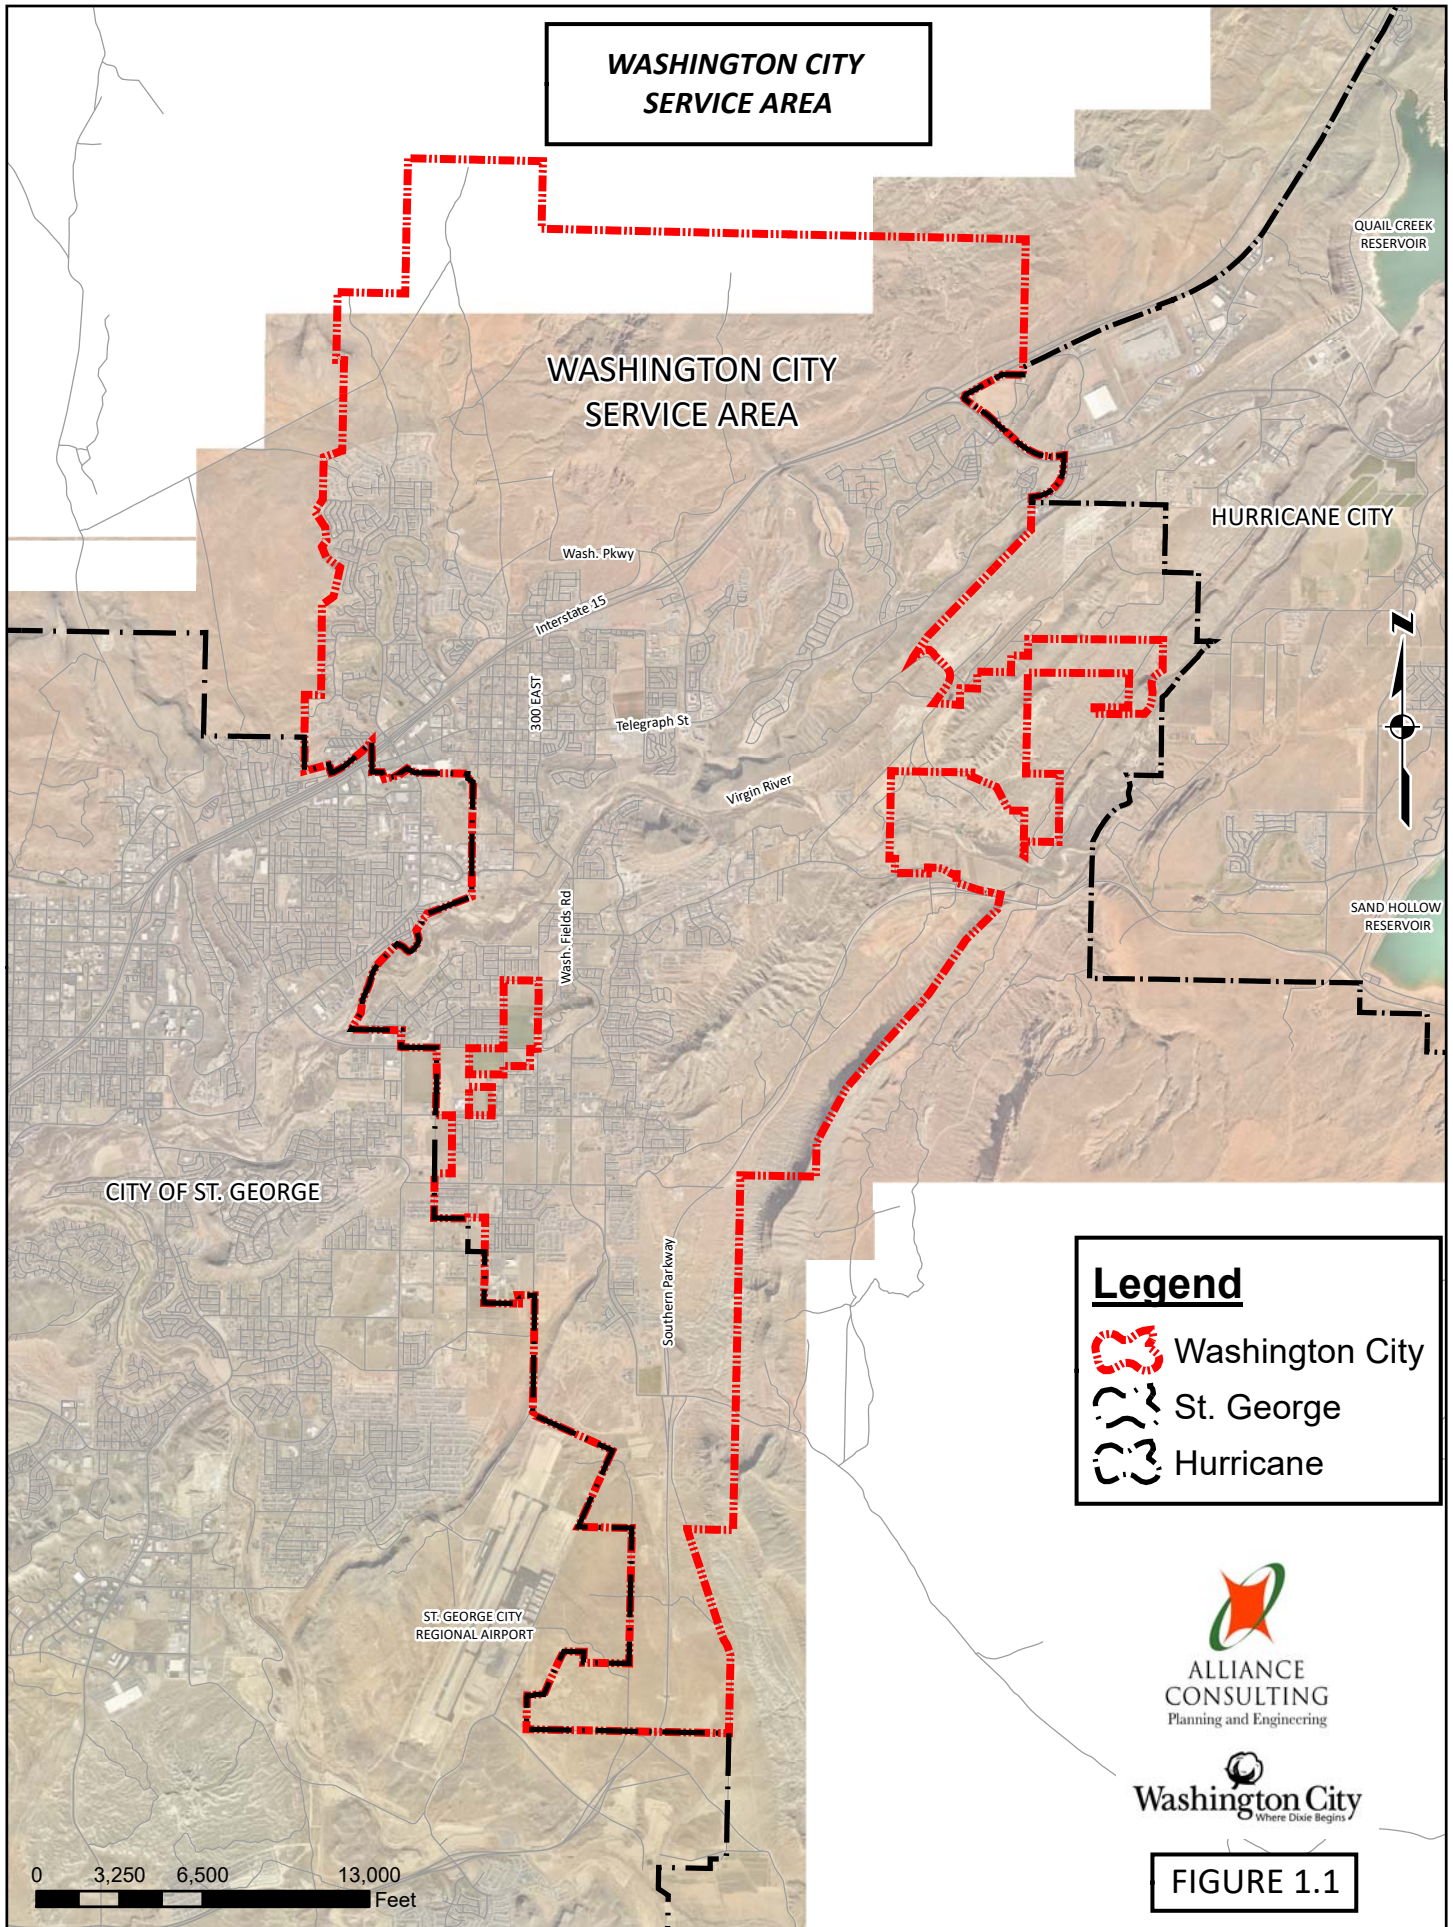 WASHINGTON CITY
SERVICE AREA
QUAIL CREEK
RESERVOIR
WASHINGTON CITY
SERVICE AREA
HURRICANE CITY
Wash. Pkwy
Interstate 15
300 EAST
Telegraph St
Virgin River
Wash. Fields Rd
SAND HOLLOW
RESERVOIR
CITY OF ST. GEORGE
Southern Parkway
ST. GEORGE CITY
REGIONAL AIRPORT
Z
Legend
Washington City
St. George
Hurricane
ALLIANCE
CONSULTING
Planning and Engineering
Washington City
Where Dixie Begins
FIGURE 1.1
0 3,250 6,500 13,000
Feet